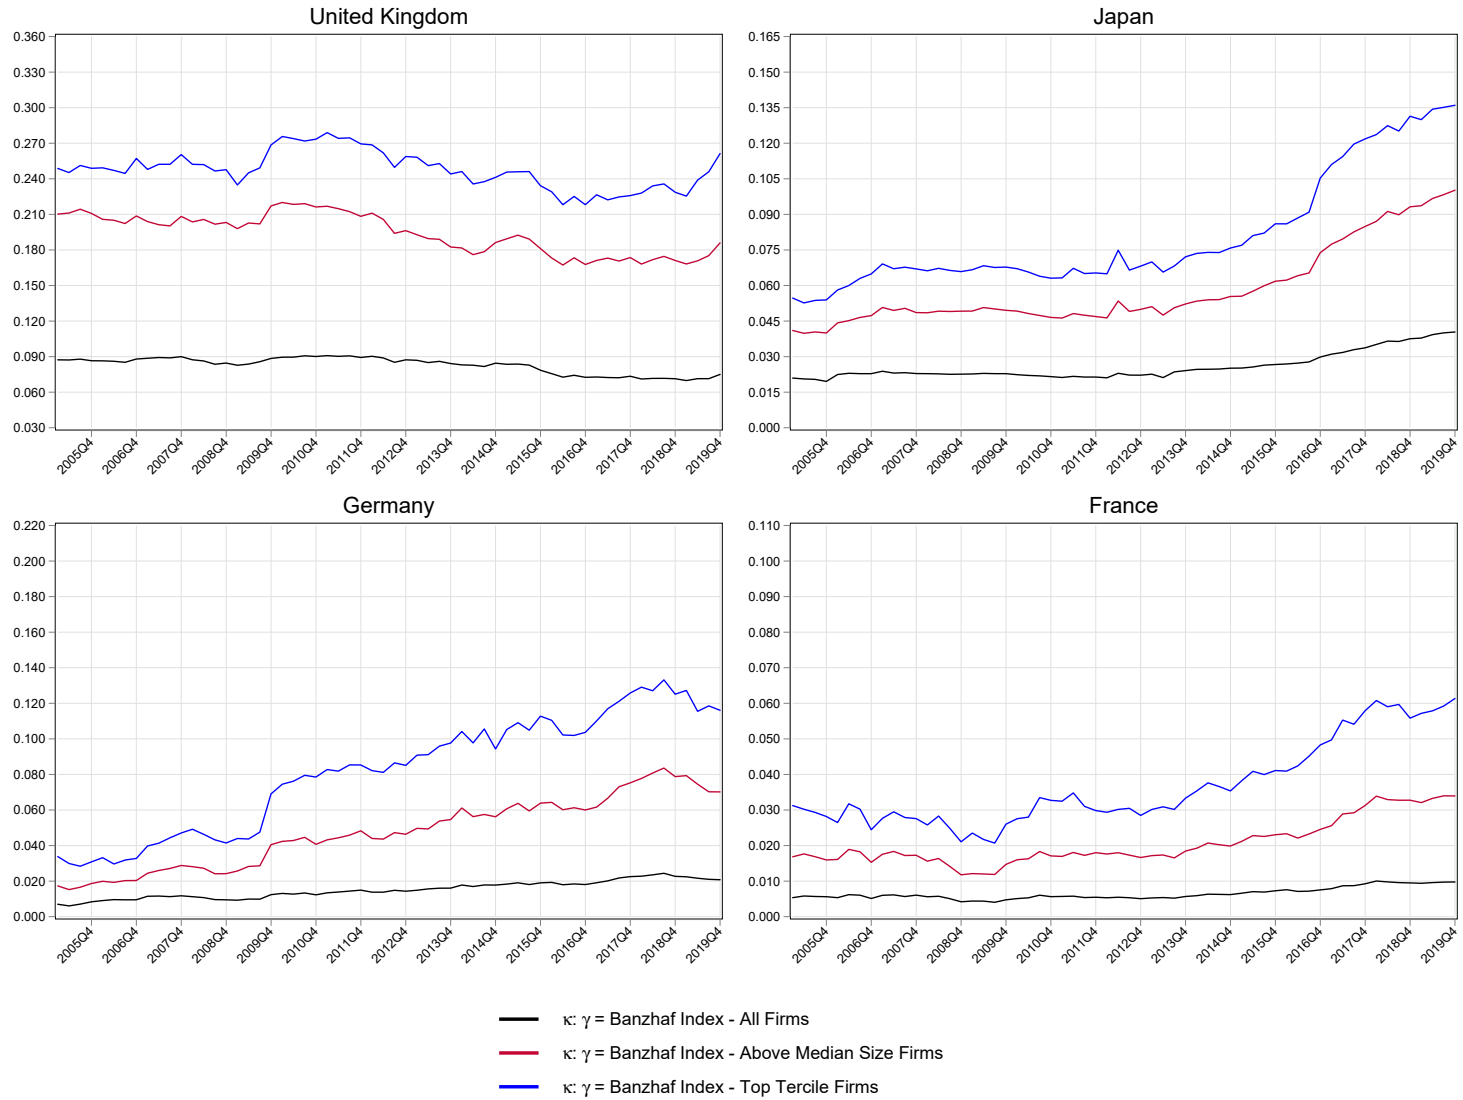 United Kingdom
0.360
0.330
0.300
0.270
0.240
0.210
0.180
0.150
0.120
0.090
0.060
0.030
2005Q4
2006Q4
2007Q4
2008Q4
2009Q4
2010Q4
2011Q4
2012Q4
2013Q4
2014Q4
2015Q4
2016Q4
2017Q4
2018Q4
2019Q4
Japan
0.165
0.150
0.135
0.120
0.105
0.090
0.075
0.060
0.045
0.030
0.015
0.000
2005Q4
2006Q4
2007Q4
2008Q4
2009Q4
2010Q4
2011Q4
2012Q4
2013Q4
2014Q4
2015Q4
2016Q4
2017Q4
2018Q4
2019Q4
Germany
0.220
0.200
0.180
0.160
0.140
0.120
0.100
0.080
0.060
0.040
0.020
0.000
2005Q4
2006Q4
2007Q4
2008Q4
2009Q4
2010Q4
2011Q4
2012Q4
2013Q4
2014Q4
2015Q4
2016Q4
2017Q4
2018Q4
2019Q4
France
0.110
0.100
0.090
0.080
0.070
0.060
0.050
0.040
0.030
0.020
0.010
0.000
2005Q4
2006Q4
2007Q4
2008Q4
2009Q4
2010Q4
2011Q4
2012Q4
2013Q4
2014Q4
2015Q4
2016Q4
2017Q4
2018Q4
2019Q4
κ: γ = Banzhaf Index - All Firms
κ: γ = Banzhaf Index - Above Median Size Firms
κ: γ = Banzhaf Index - Top Tercile Firms